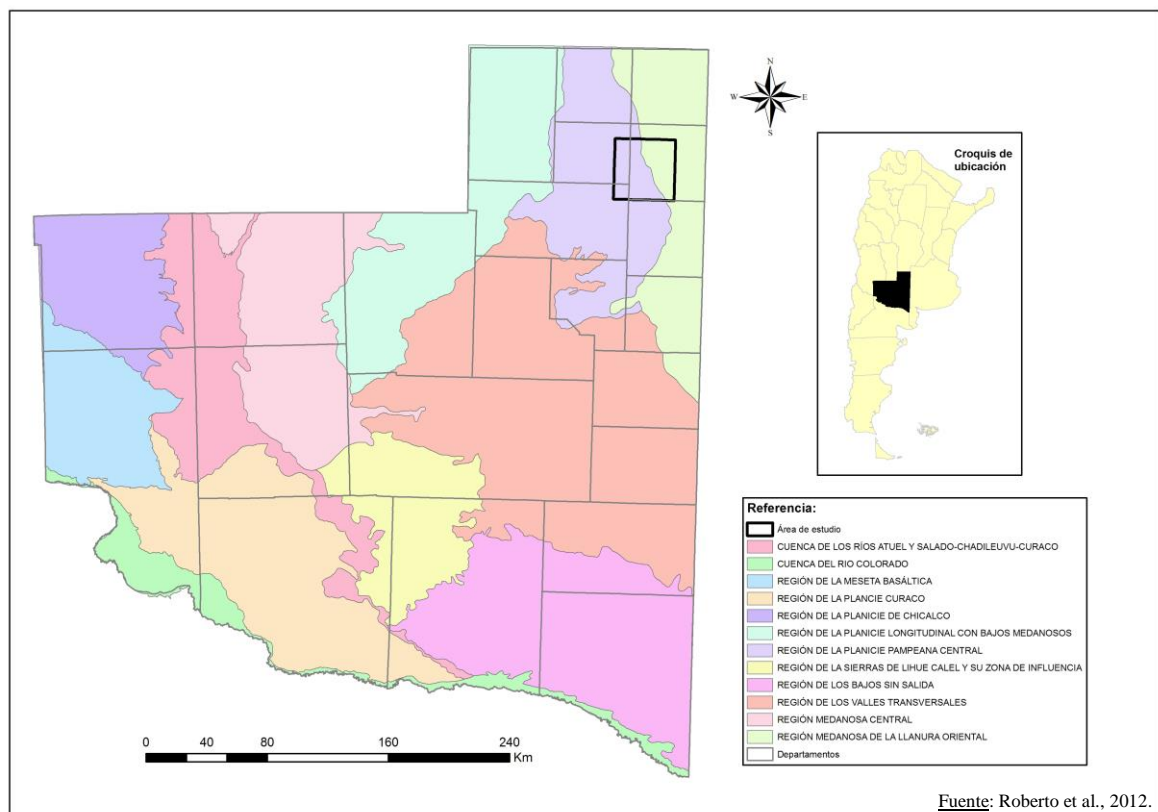 N
W
E
S
Croquis de
ubicación
Referencia:
Área de estudio
CUENCA DE LOS RÍOS ATUEL Y SALADO-CHADILEUVU-CURACO
CUENCA DEL RIO COLORADO
REGIÓN DE LA MESETA BASÁLTICA
REGIÓN DE LA PLANCIE CURACO
REGIÓN DE LA PLANICIE DE CHICALCO
REGIÓN DE LA PLANICIE LONGITUDINAL CON BAJOS MEDANOSOS
REGIÓN DE LA PLANICIE PAMPEANA CENTRAL
REGIÓN DE LA SIERRAS DE LIHUE CALEL Y SU ZONA DE INFLUENCIA
REGIÓN DE LOS BAJOS SIN SALIDA
REGIÓN DE LOS VALLES TRANSVERSALES
REGIÓN MEDANOSA CENTRAL
REGIÓN MEDANOSA DE LA LLANURA ORIENTAL
Departamentos
0 40 80 160 240
Km
Fuente: Roberto et al., 2012.